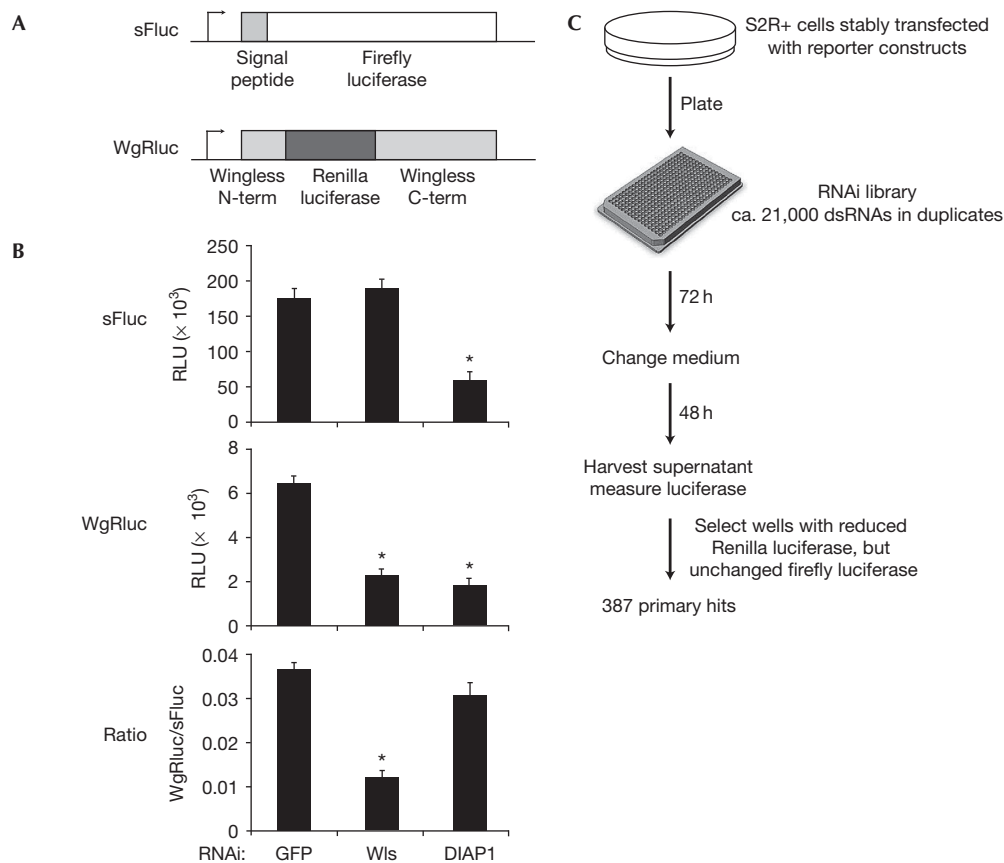 A
sFluc
Signal
peptide
Firefly
luciferase
WgRluc
Wingless
N-term
Renilla
luciferase
Wingless
C-term
B
sFluc
RLU (× 10³)
250
200
150
100
50
0
*
WgRluc
RLU (× 10³)
8
6
4
2
0
*
*
Ratio
WgRluc/sFluc
0.04
0.03
0.02
0.01
0
*
RNAi:
GFP
Wls
DIAP1
C
S2R+ cells stably transfected
with reporter constructs
Plate
RNAi library
ca. 21,000 dsRNAs in duplicates
72 h
Change medium
48 h
Harvest supernatant
measure luciferase
Select wells with reduced
Renilla luciferase, but
unchanged firefly luciferase
387 primary hits